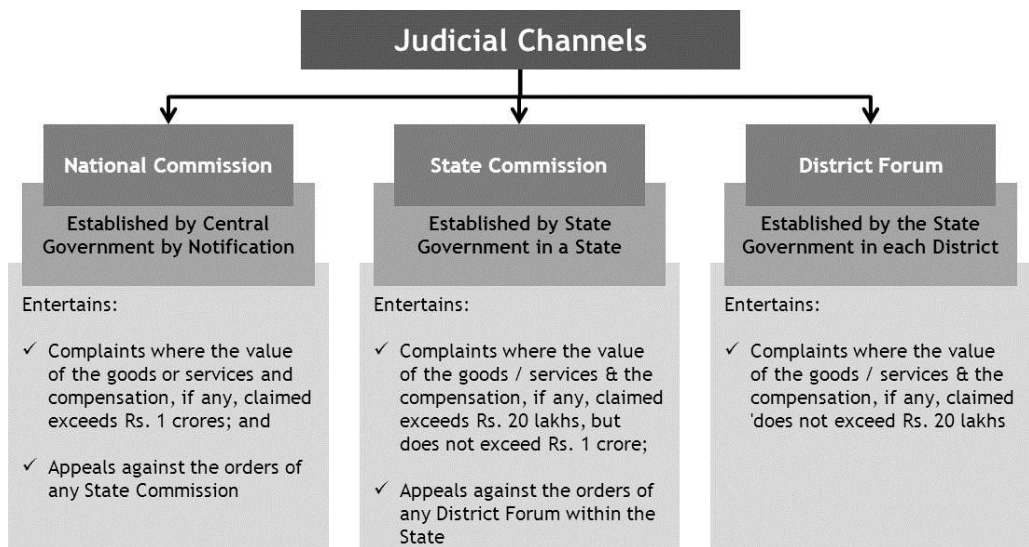 Judicial Channels
National Commission
Established by Central
Government by Notification
Entertains:
✓ Complaints where the value
of the goods or services and
compensation, if any, claimed
exceeds Rs. 1 crores; and
✓ Appeals against the orders of
any State Commission
State Commission
Established by State
Government in a State
Entertains:
✓ Complaints where the value
of the goods / services & the
compensation, if any, claimed
exceeds Rs. 20 lakhs, but
does not exceed Rs. 1 crore;
✓ Appeals against the orders of
any District Forum within the
State
District Forum
Established by the State
Government in each District
Entertains:
✓ Complaints where the value
of the goods / services & the
compensation, if any, claimed
'does not exceed Rs. 20 lakhs